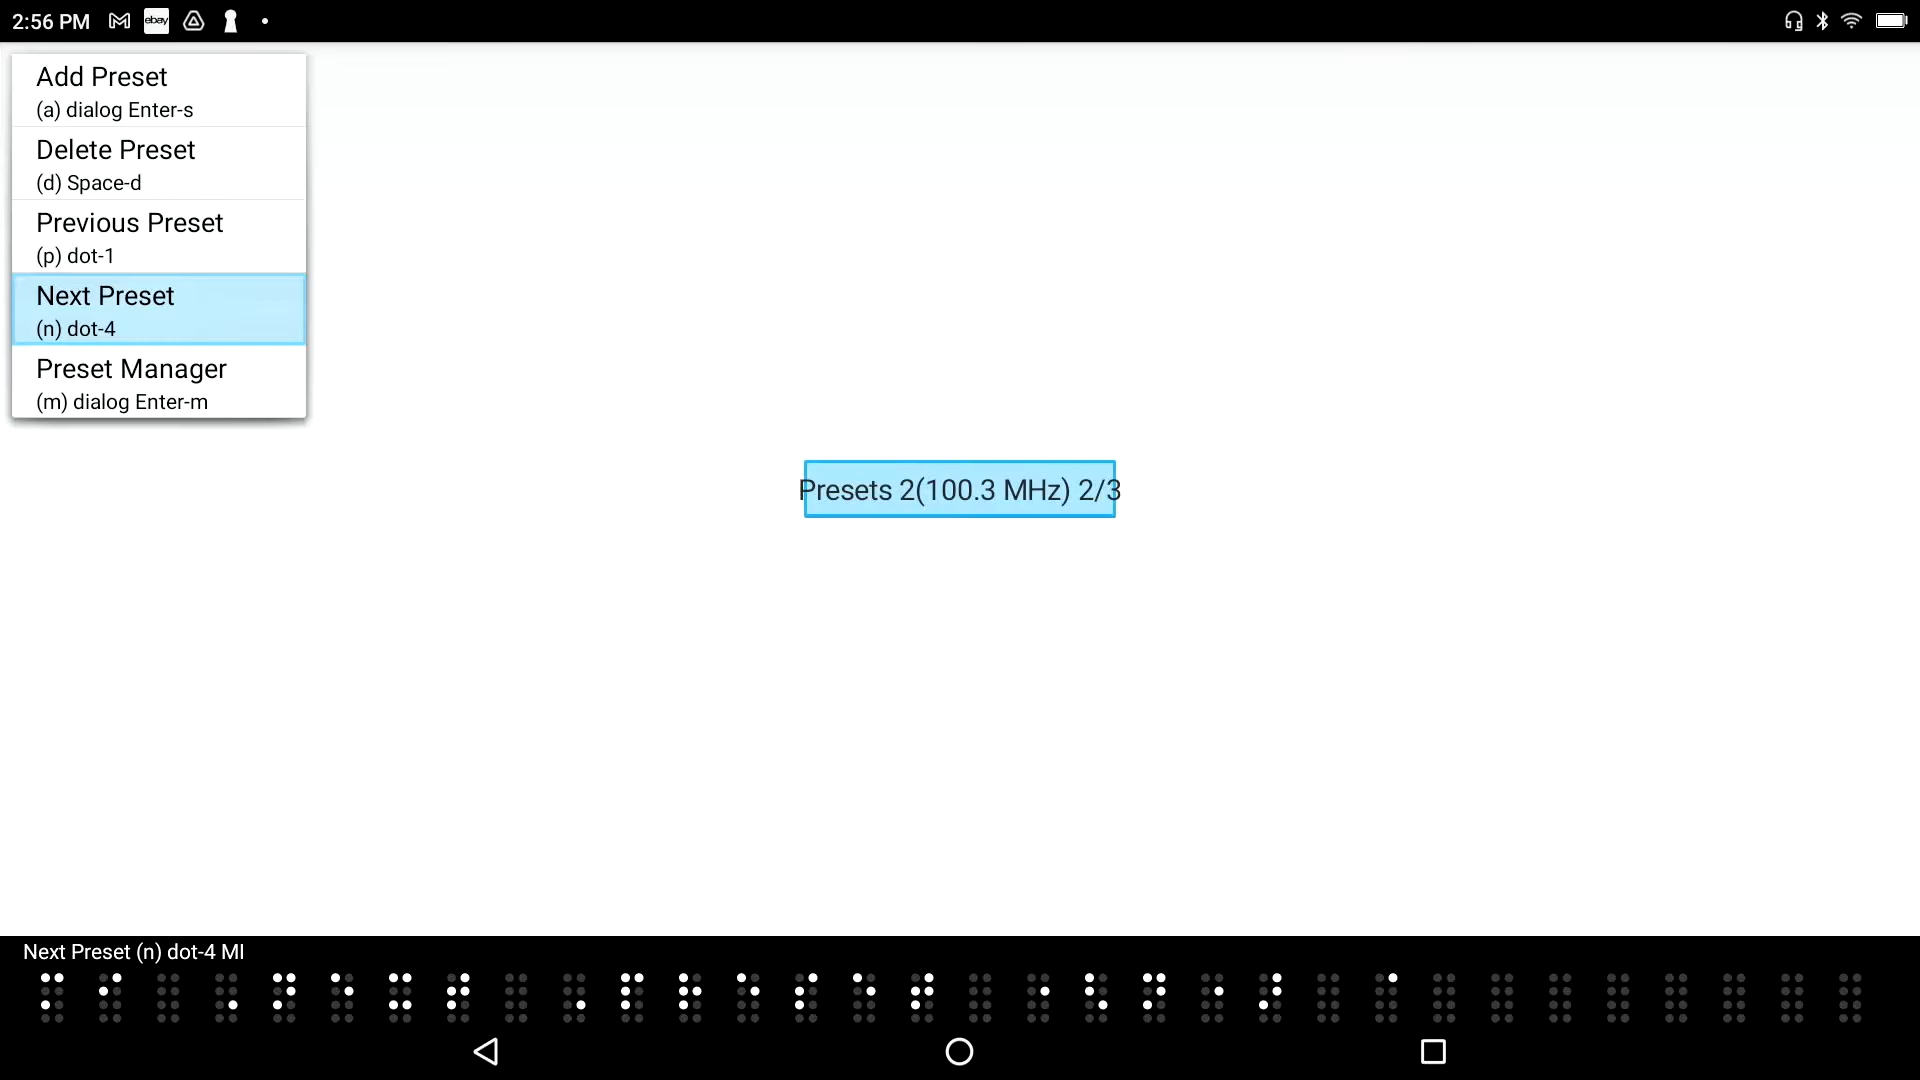 2:56 PM
ebay
Add Preset
(a) dialog Enter-s
Delete Preset
(d) Space-d
Previous Preset
(p) dot-1
Next Preset
(n) dot-4
Preset Manager
(m) dialog Enter-m
Presets 2(100.3 MHz) 2/3
Next Preset (n) dot-4 MI